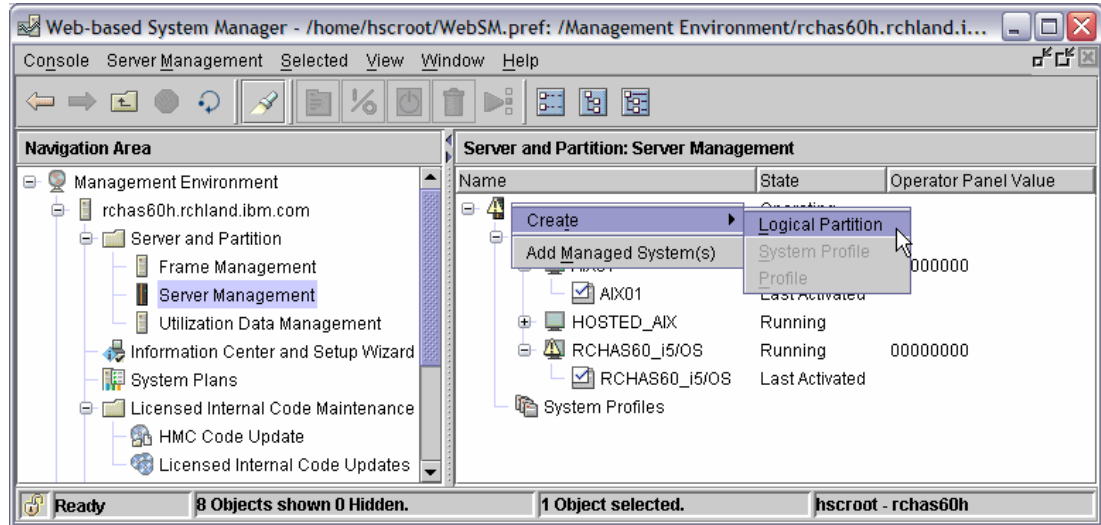 Web-based System Manager - /home/hscroot/WebSM.pref: /Management Environment/rchas60h.rchland.i...
Console Server Management Selected View Window Help
Navigation Area
Management Environment
rchas60h.rchland.ibm.com
Server and Partition
Frame Management
Server Management
Utilization Data Management
Information Center and Setup Wizard
System Plans
Licensed Internal Code Maintenance
HMC Code Update
Licensed Internal Code Updates
Server and Partition: Server Management
Name State Operator Panel Value
Create
Add Managed System(s)
Logical Partition
System Profile
Profile
0000000
AIX01 Last Activated
HOSTED_AIX Running
RCHAS60_i5/OS Running 00000000
RCHAS60_i5/OS Last Activated
System Profiles
Ready 8 Objects shown 0 Hidden. 1 Object selected. hscroot - rchas60h